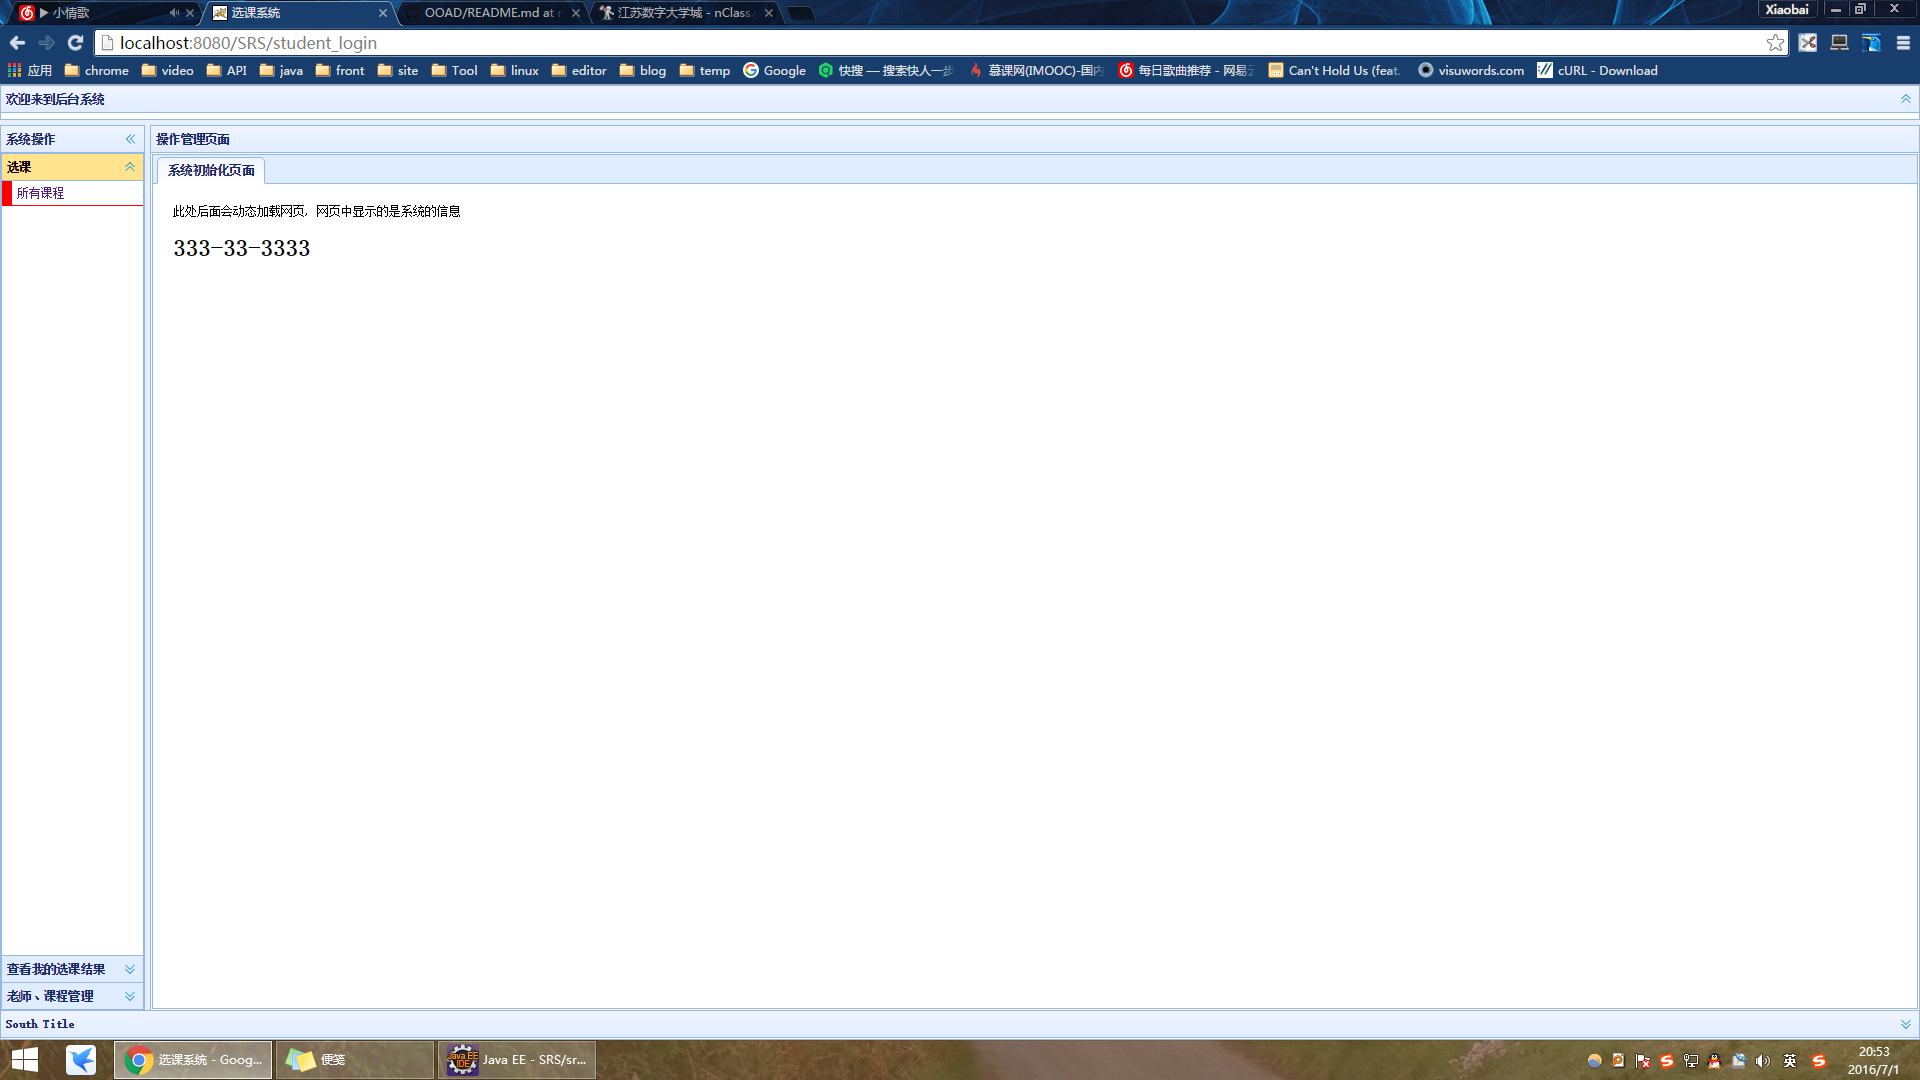 小情歌
选课系统
OOAD/README.md at
江苏数字大学城 - nClass.
Xiaobai
localhost:8080/SRS/student_login
应用
chrome
video
API
java
front
site
Tool
linux
editor
blog
temp
Google
快搜 — 搜索快人一步
慕课网(IMOOC)-国内
每日歌曲推荐 - 网易云
Can't Hold Us (feat.
visuwords.com
cURL - Download
欢迎来到后台系统
系统操作
操作管理页面
选课
系统初始化页面
所有课程
此处后面会动态加载网页，网页中显示的是系统的信息
333-33-3333
查看我的选课结果
老师、课程管理
South Title
选课系统 - Goog...
便笺
Java EE - SRS/sr...
英
20:53
2016/7/1